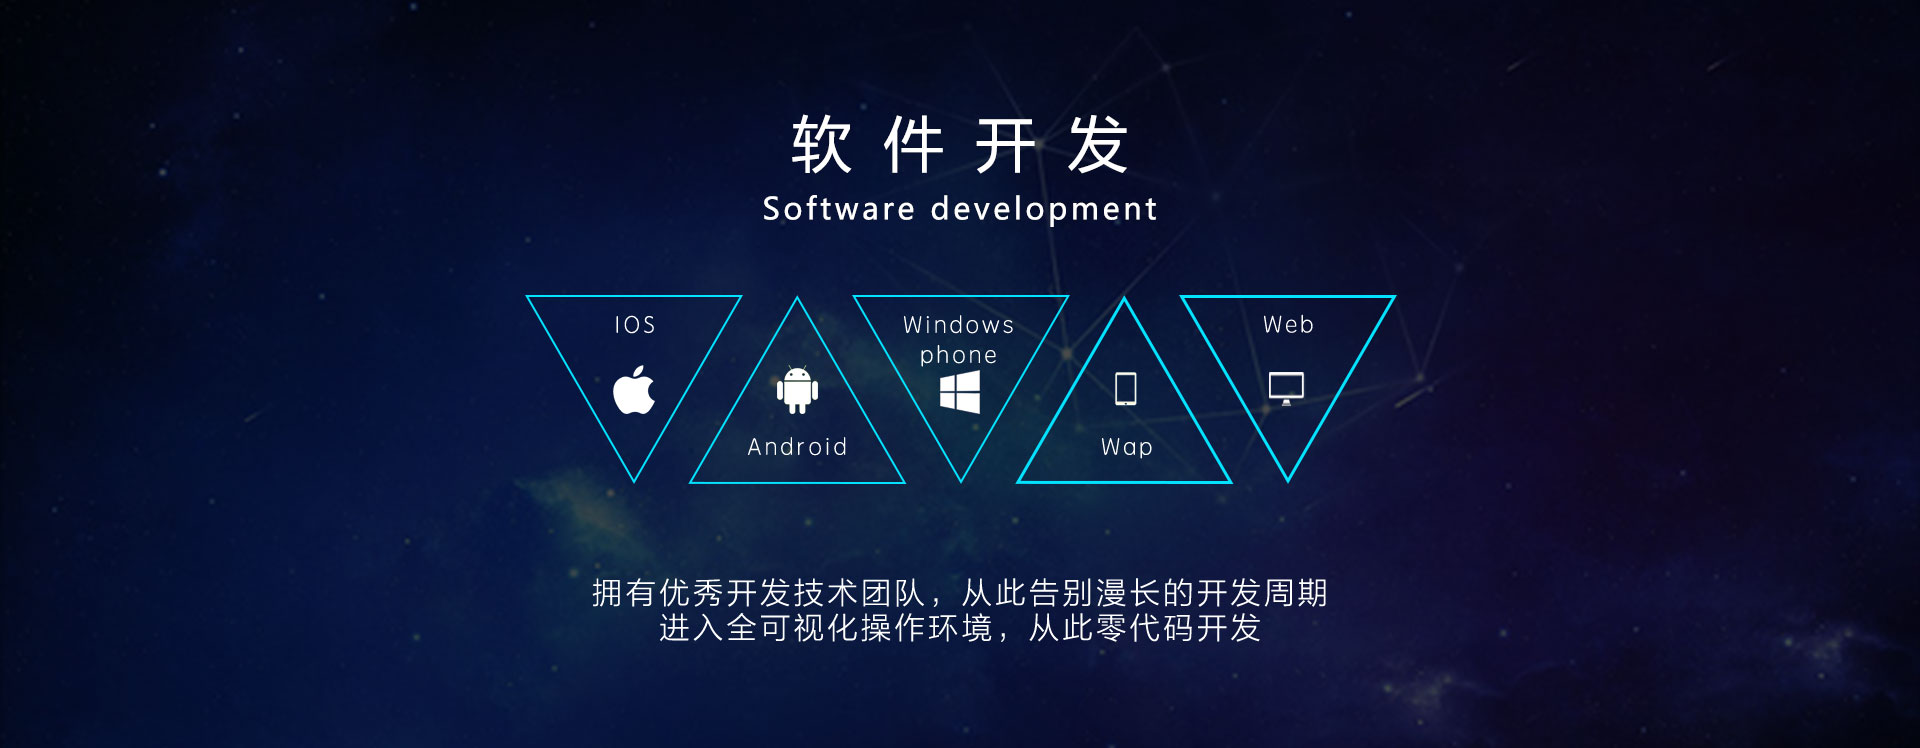 软件开发
Software development
IOS
Android
Windows
phone
Wap
Web
拥有优秀开发技术团队，从此告别漫长的开发周期
进入全可视化操作环境，从此零代码开发